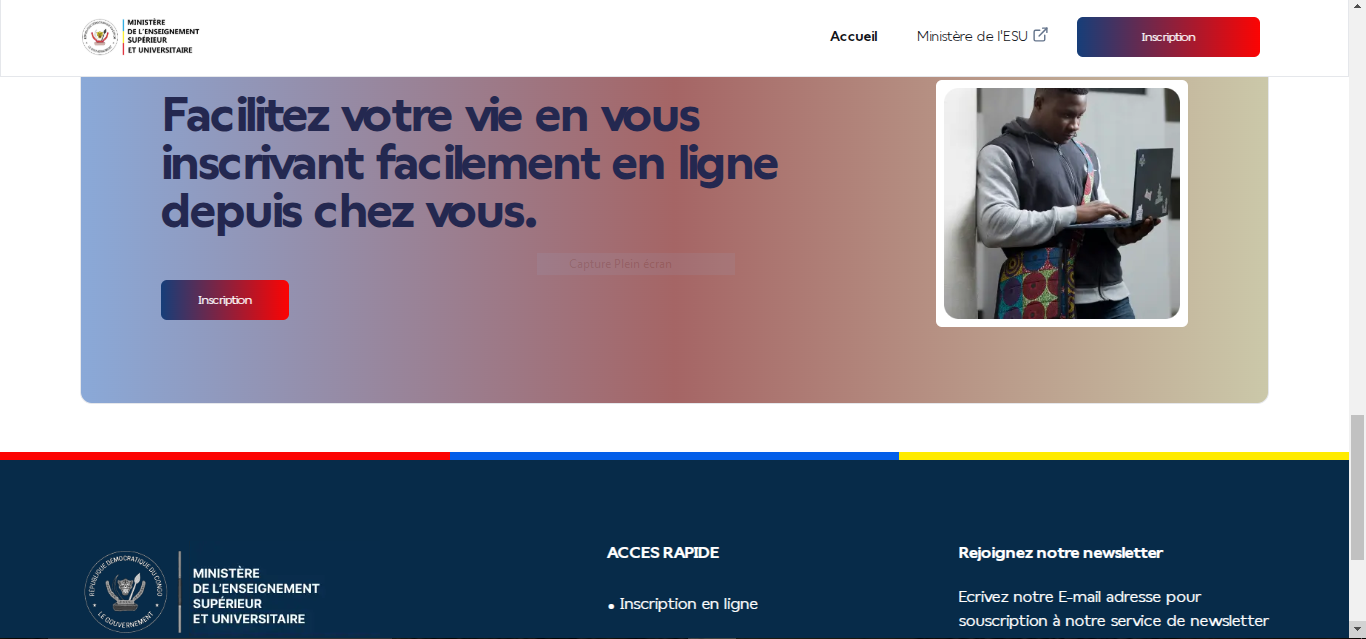 MINISTÈRE
DE L'ENSEIGNEMENT
SUPÉRIEUR
ET UNIVERSITAIRE
Accueil
Ministère de l'ESU
Inscription
Facilitez votre vie en vous
inscrivant facilement en ligne
depuis chez vous.
Capture Plein écran
Inscription
RÉPUBLIQUE DÉMOCRATIQUE DU CONGO
LE GOUVERNEMENT
MINISTÈRE
DE L'ENSEIGNEMENT
SUPÉRIEUR
ET UNIVERSITAIRE
ACCES RAPIDE
• Inscription en ligne
Rejoignez notre newsletter
Ecrivez notre E-mail adresse pour
souscription à notre service de newsletter